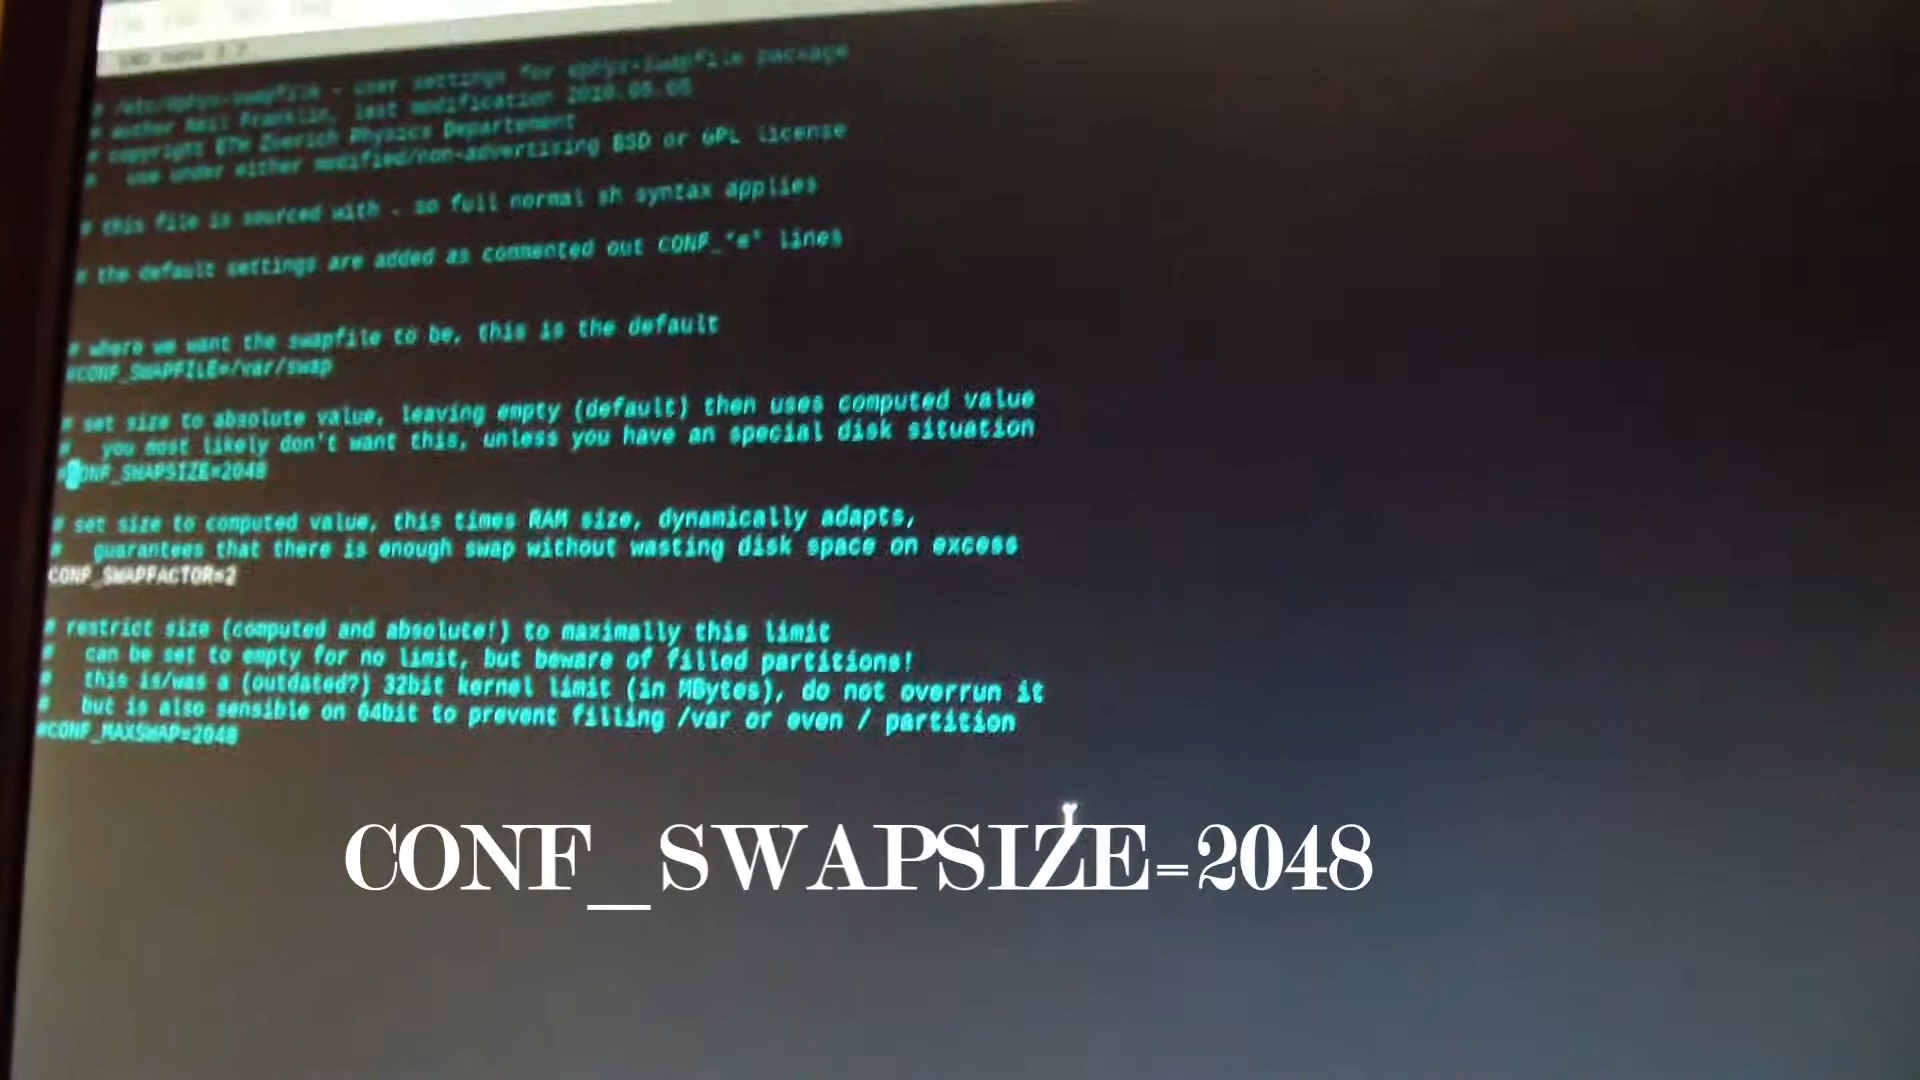 GNU nano 3.2
# /etc/dphys-swapfile - user settings for dphys-swapfile package
# author Neil Franklin, last modification 2010.05.05
# copyright ETH Zuerich Physics Departement
#   use under either modified/non-advertising BSD or GPL license
# this file is sourced with . so full normal sh syntax applies
# the default settings are added as commented out CONF_*=* lines
# where we want the swapfile to be, this is the default
#CONF_SWAPFILE=/var/swap
# set size to absolute value, leaving empty (default) then uses computed value
#   you most likely don't want this, unless you have an special disk situation
#CONF_SWAPSIZE=2048
# set size to computed value, this times RAM size, dynamically adapts,
#   guarantees that there is enough swap without wasting disk space on excess
CONF_SWAPFACTOR=2
# restrict size (computed and absolute!) to maximally this limit
#   can be set to empty for no limit, but beware of filled partitions!
#   this is/was a (outdated?) 32bit kernel limit (in MBytes), do not overrun it
#   but is also sensible on 64bit to prevent filling /var or even / partition
#CONF_MAXSWAP=2048
CONF_SWAPSIZE=2048